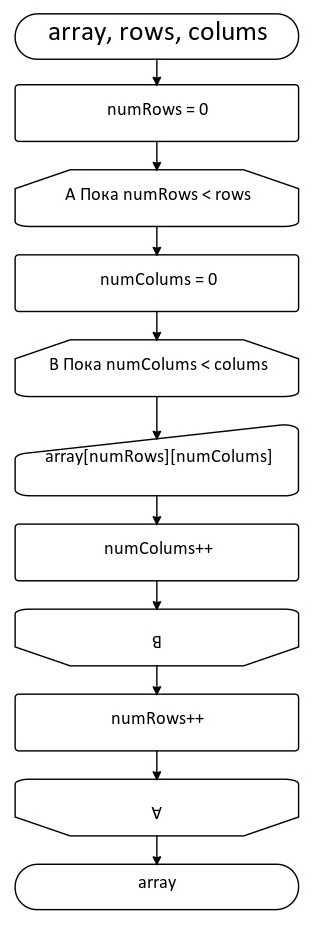 array, rows, colums
numRows = 0
А Пока numRows < rows
numColums = 0
В Пока numColums < colums
array[numRows][numColums]
numColums++
В
numRows++
А
array